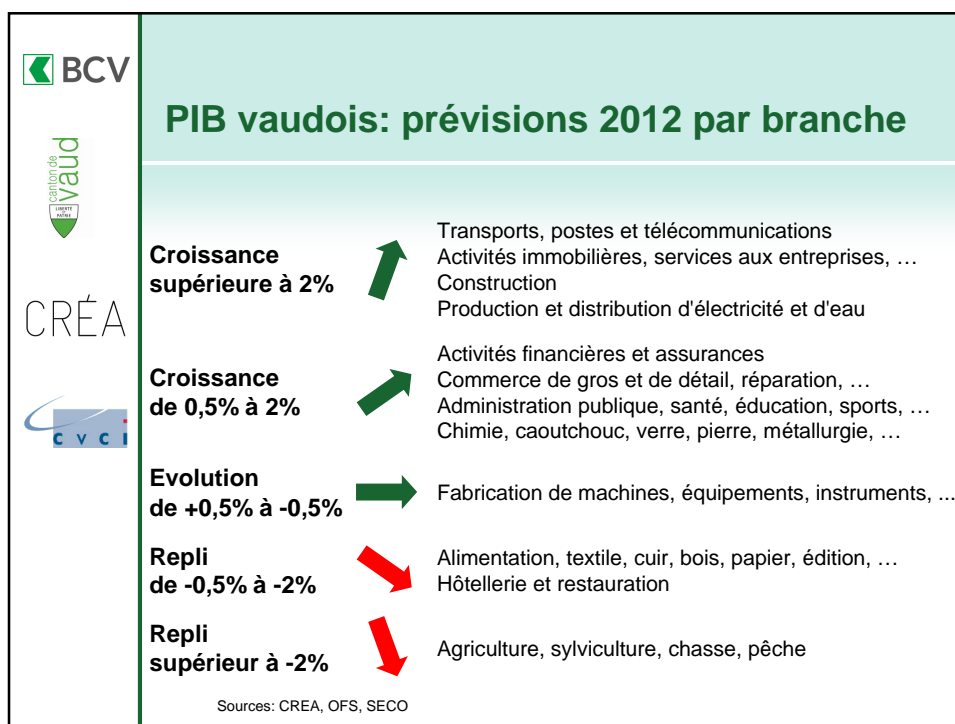 BCV
PIB vaudois: prévisions 2012 par branche
canton de
vaud
LIBERTÉ
ET
PATRIE
CRÉA
CVCI
Croissance
supérieure à 2%
Transports, postes et télécommunications
Activités immobilières, services aux entreprises, …
Construction
Production et distribution d'électricité et d'eau
Croissance
de 0,5% à 2%
Activités financières et assurances
Commerce de gros et de détail, réparation, …
Administration publique, santé, éducation, sports, …
Chimie, caoutchouc, verre, pierre, métallurgie, …
Evolution
de +0,5% à -0,5%
Fabrication de machines, équipements, instruments, ...
Repli
de -0,5% à -2%
Alimentation, textile, cuir, bois, papier, édition, …
Hôtellerie et restauration
Repli
supérieur à -2%
Agriculture, sylviculture, chasse, pêche
Sources: CREA, OFS, SECO